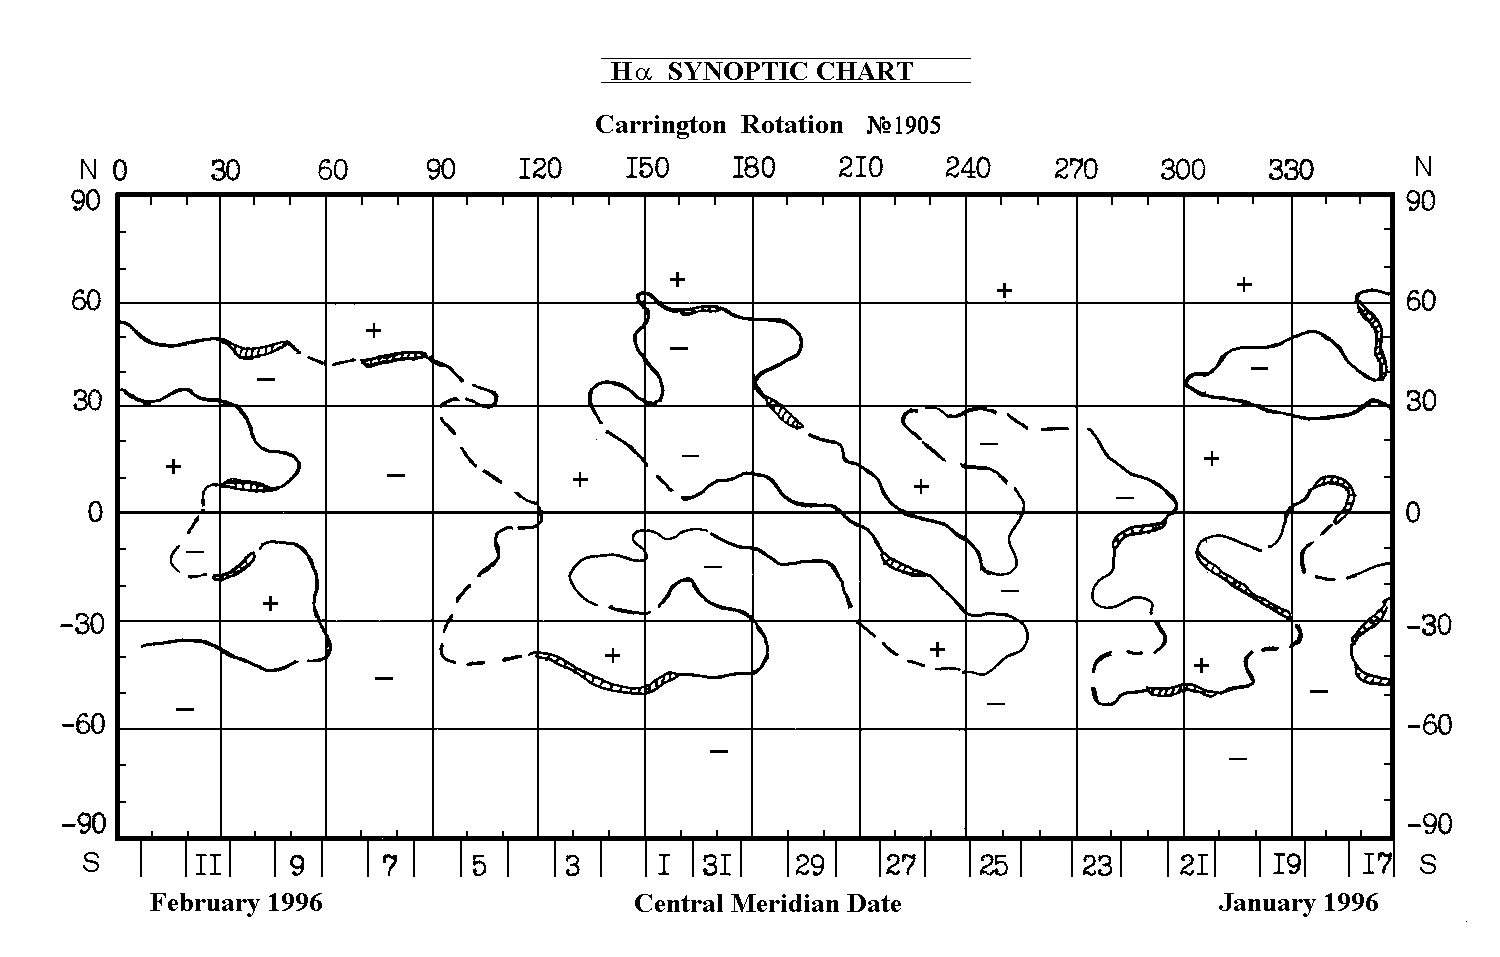 Hα SYNOPTIC CHART
Carrington Rotation №1905
N 0 30 60 90 I20 I50 I80 2I0 240 270 300 330 N
90 90
60 60
30 30
0 0
-30 -30
-60 -60
-90 -90
S II 9 7 5 3 I 3I 29 27 25 23 2I I9 I7 S
February 1996 Central Meridian Date January 1996